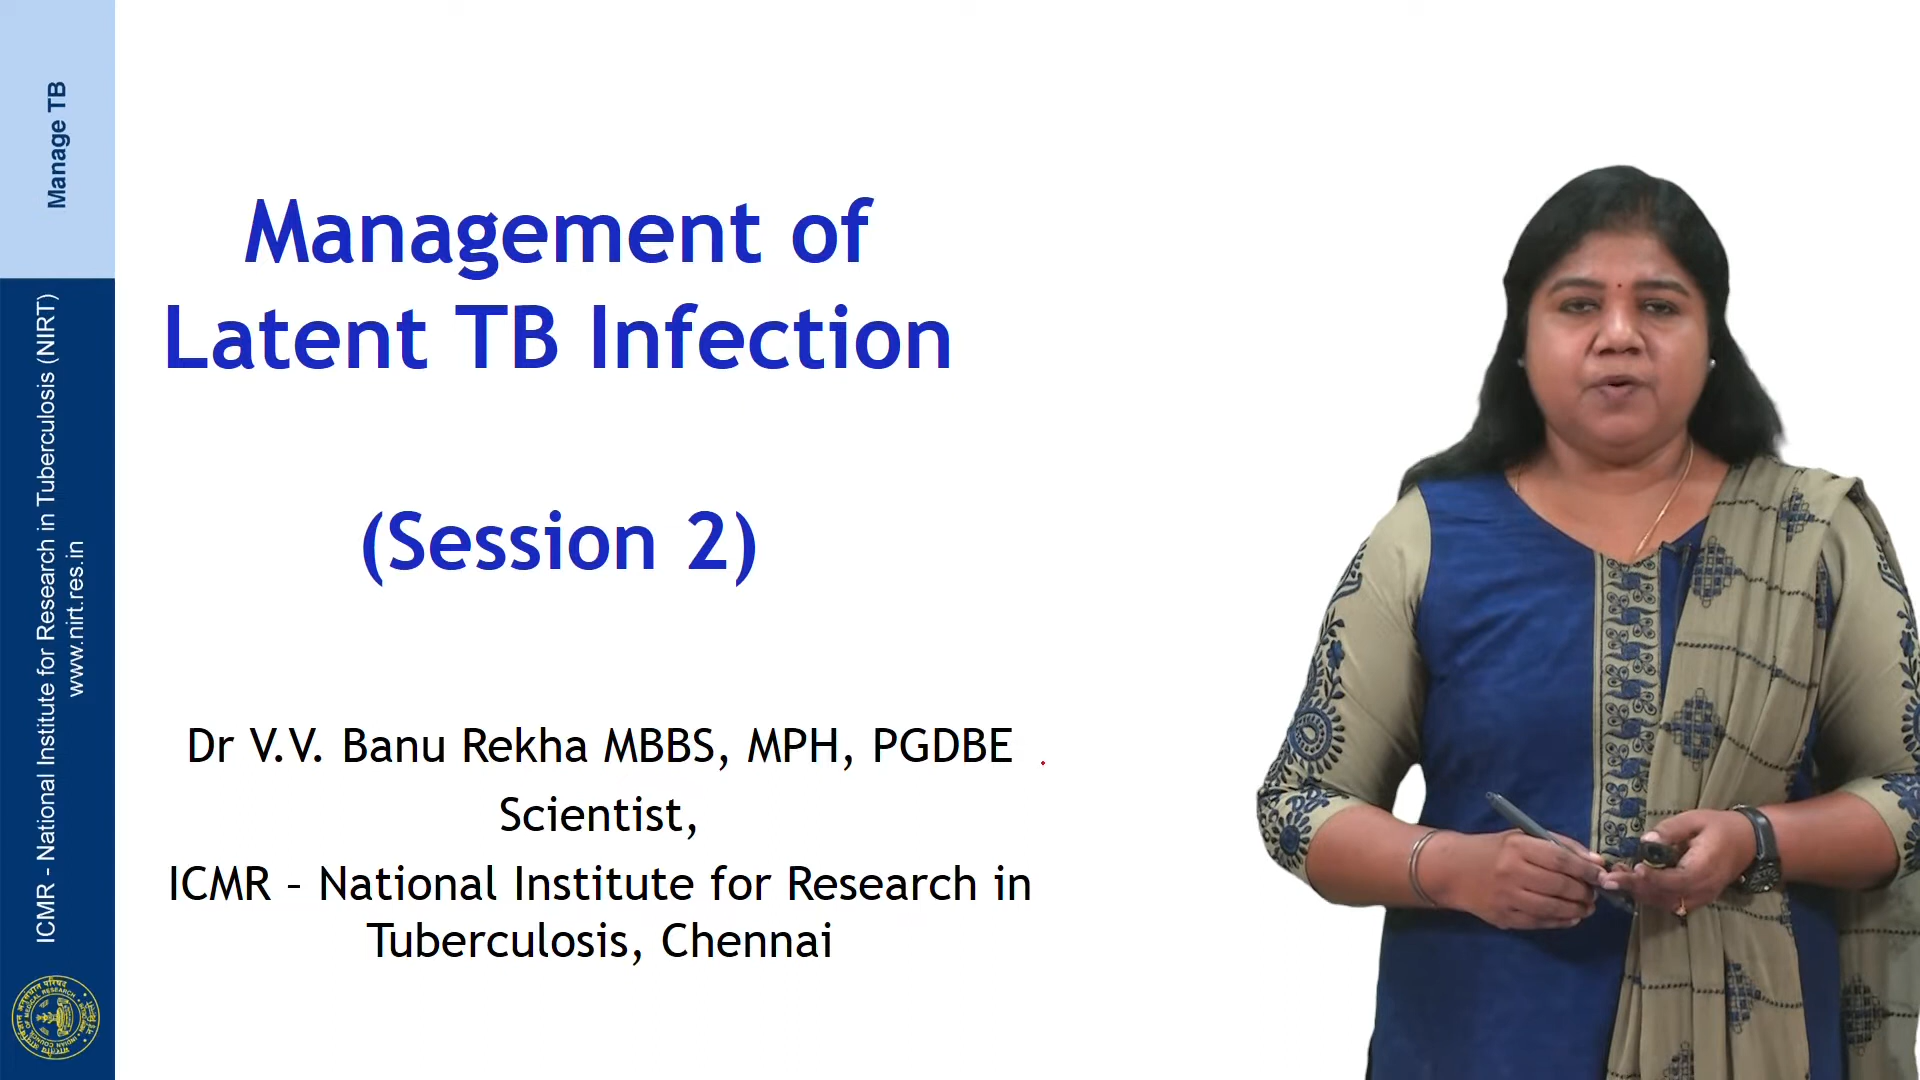 Manage TB
ICMR - National Institute for Research in Tuberculosis (NIRT)
www.nirt.res.in
Management of
Latent TB Infection
(Session 2)
Dr V.V. Banu Rekha MBBS, MPH, PGDBE
Scientist,
ICMR – National Institute for Research in
Tuberculosis, Chennai